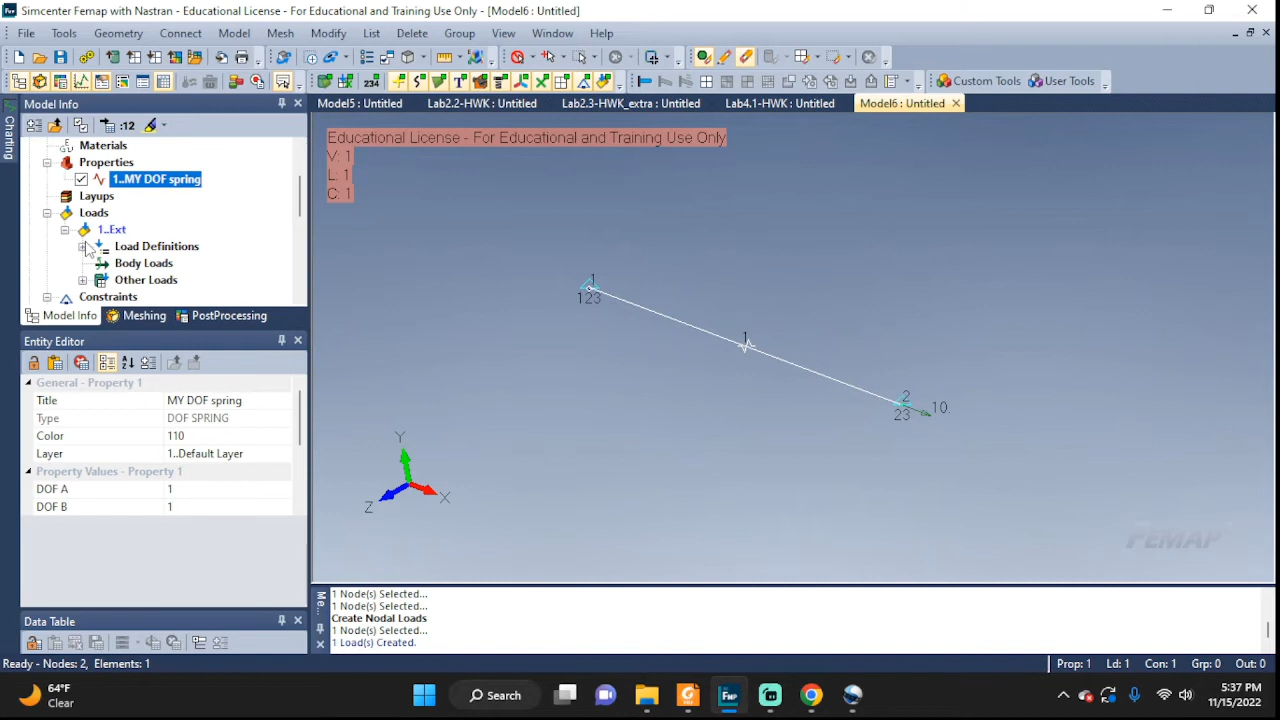 Simcenter Femap with Nastran - Educational License - For Educational and Training Use Only - [Model6 : Untitled]
File Tools Geometry Connect Model Mesh Modify List Delete Group View Window Help
234
Custom Tools User Tools
Charting
Model Info
Model5 : Untitled Lab2.2-HWK : Untitled Lab2.3-HWK_extra : Untitled Lab4.1-HWK : Untitled Model6 : Untitled
:12
Materials
Properties
1..MY DOF spring
Layups
Loads
1..Ext
Load Definitions
Body Loads
Other Loads
Constraints
Model Info Meshing PostProcessing
Entity Editor
General - Property 1
Title MY DOF spring
Type DOF SPRING
Color 110
Layer 1..Default Layer
Property Values - Property 1
DOF A 1
DOF B 1
Data Table
Educational License - For Educational and Training Use Only
V: 1
L: 1
C: 1
1
123
1
2
23
10.
Y
Z
X
FEMAP
Me...
1 Node(s) Selected...
1 Node(s) Selected...
Create Nodal Loads
1 Node(s) Selected...
1 Load(s) Created.
Ready - Nodes: 2, Elements: 1
Prop: 1 Ld: 1 Con: 1 Grp: 0 Out: 0
64°F
Clear
Search
FMP
5:37 PM
11/15/2022